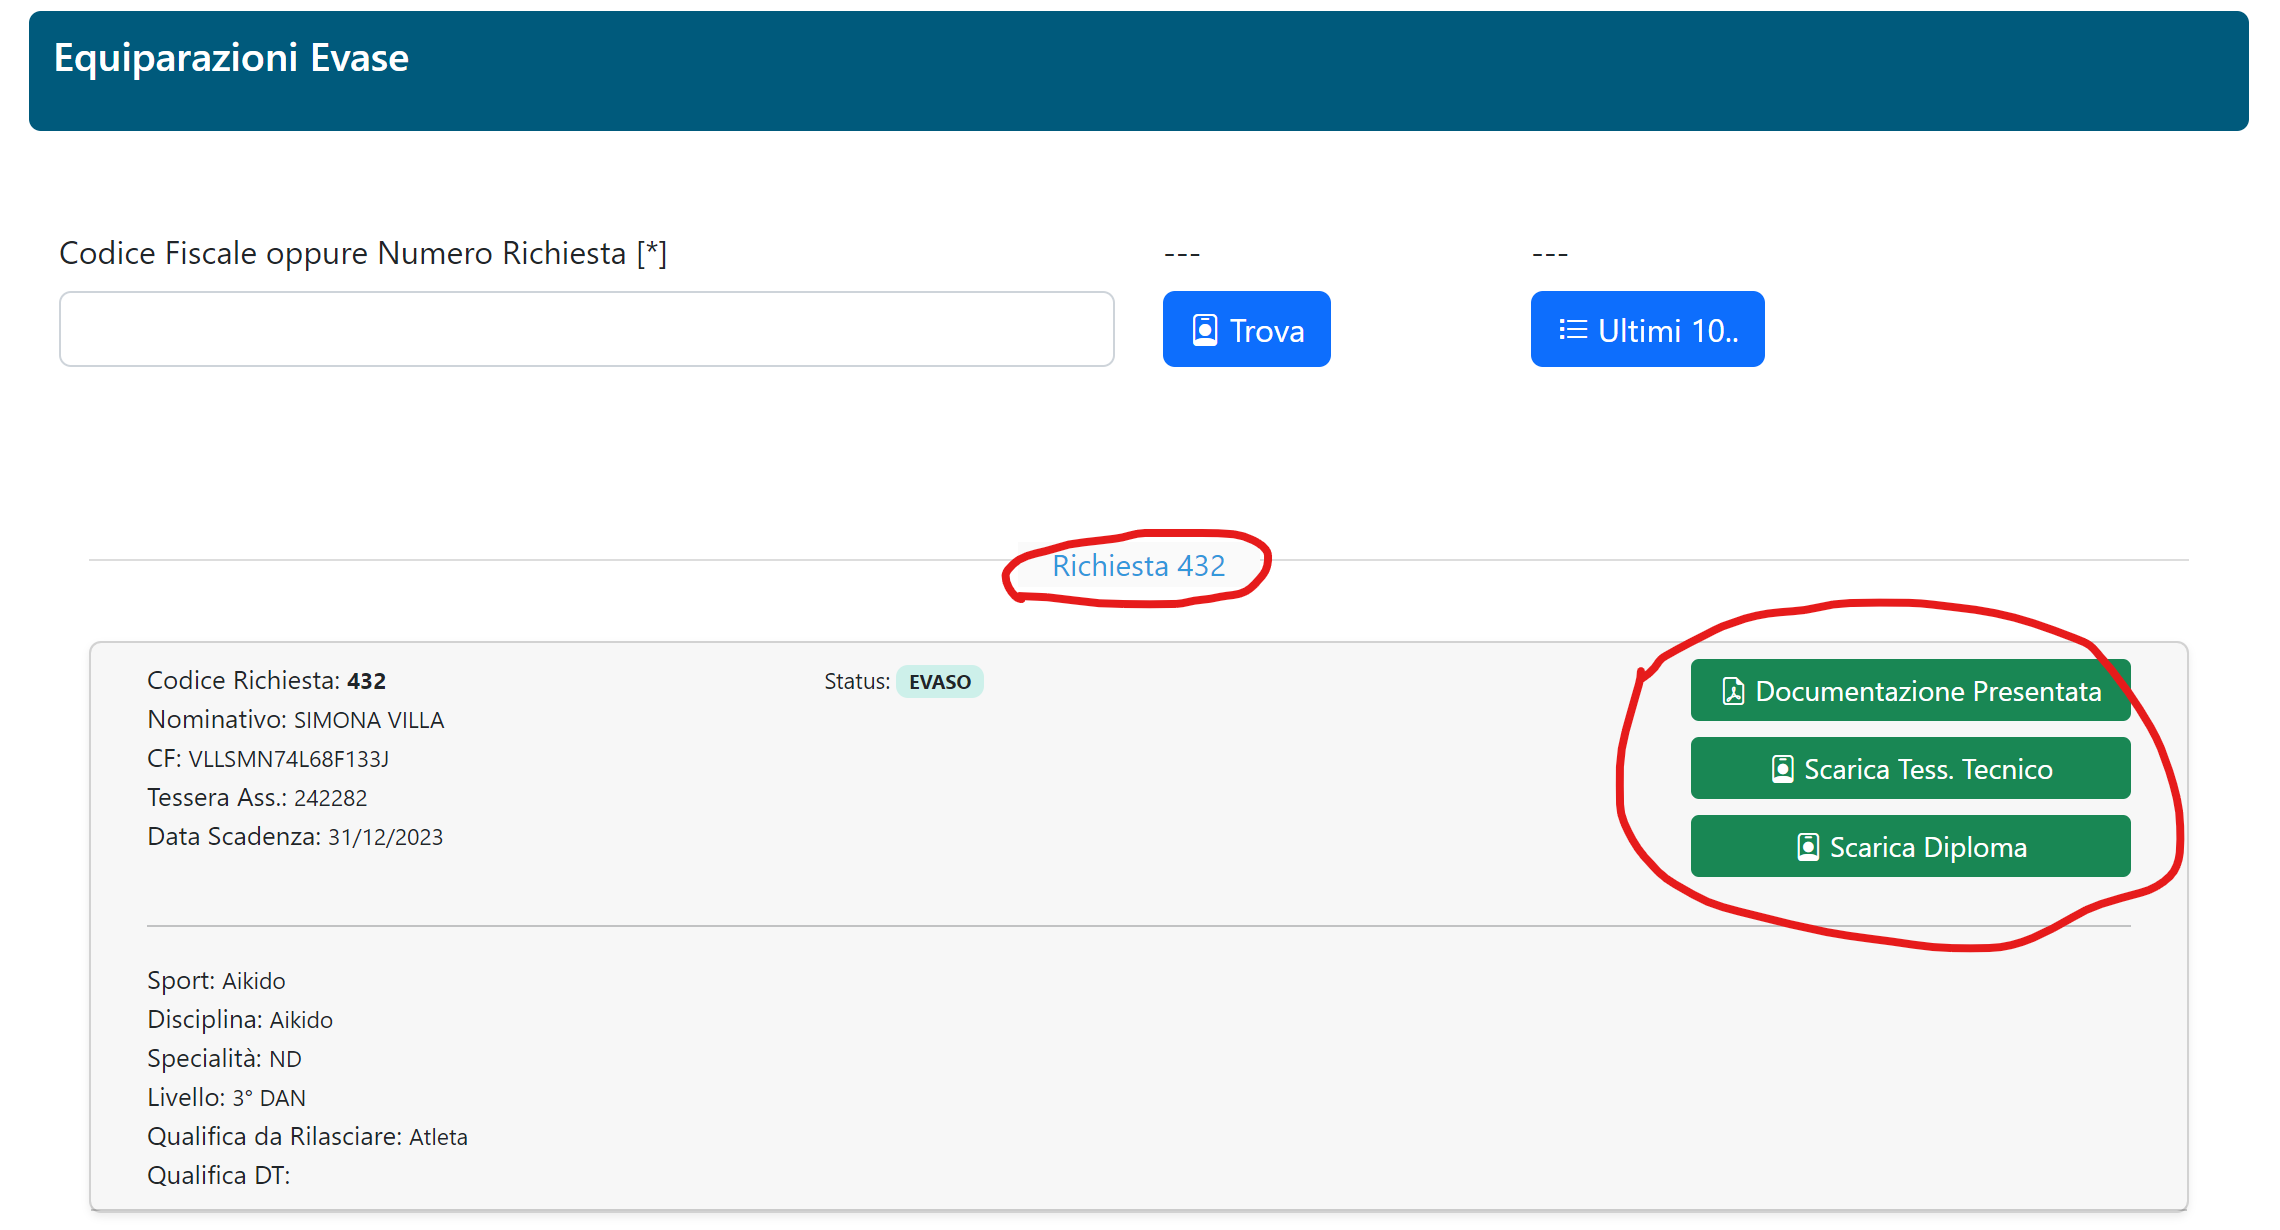 Equiparazioni Evase
Codice Fiscale oppure Numero Richiesta [*]
---
---
Trova
Ultimi 10..
Richiesta 432
Codice Richiesta: 432
Nominativo: SIMONA VILLA
CF: VLLSMN74L68F133J
Tessera Ass.: 242282
Data Scadenza: 31/12/2023
Status: EVASO
Documentazione Presentata
Scarica Tess. Tecnico
Scarica Diploma
Sport: Aikido
Disciplina: Aikido
Specialità: ND
Livello: 3° DAN
Qualifica da Rilasciare: Atleta
Qualifica DT: